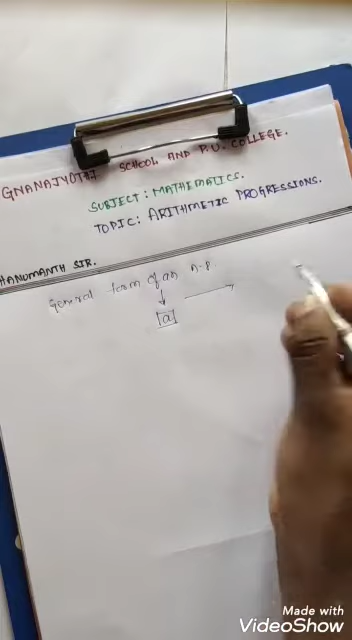 GNANAJYOTHI SCHOOL AND P.U. COLLEGE.
SUBJECT: MATHEMATICS.
TOPIC: ARITHMETIC PROGRESSIONS.
HANUMANTH SIR.
General term of an A.P.
[a]
Made with
VideoShow